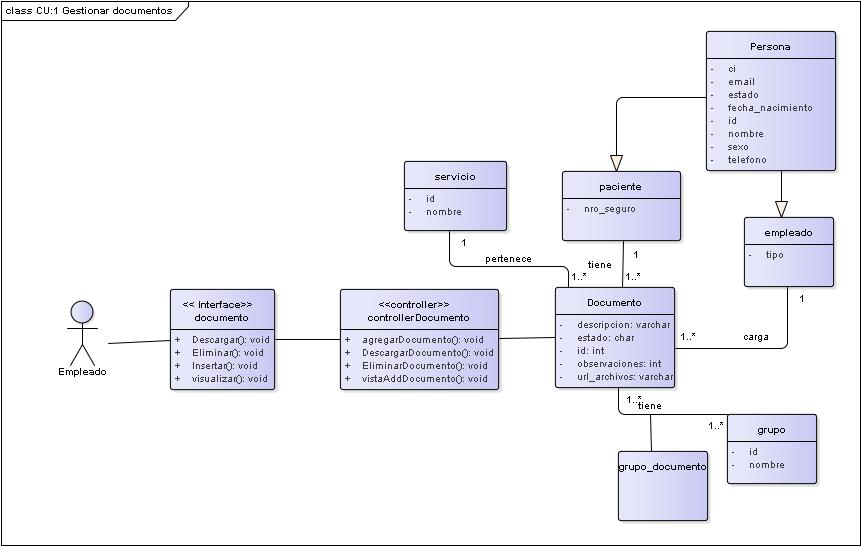 class CU:1 Gestionar documentos
Persona
- ci
- email
- estado
- fecha_nacimiento
- id
- nombre
- sexo
- telefono
servicio
- id
- nombre
paciente
- nro_seguro
empleado
- tipo
1
pertenece
1..*
tiene
1
1..*
1
carga
1..*
Empleado
<< Interface>>
documento
+ Descargar(): void
+ Eliminar(): void
+ Insertar(): void
+ visualizar(): void
<<controller>>
controllerDocumento
+ agregarDocumento(): void
+ DescargarDocumento(): void
+ EliminarDocumento(): void
+ vistaAddDocumento(): void
Documento
- descripcion: varchar
- estado: char
- id: int
- observaciones: int
- url_archivos: varchar
1..*
tiene
1..*
grupo
- id
- nombre
grupo_documento